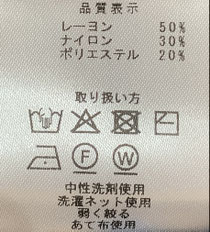 品質表示
レーヨン 50%
ナイロン 30%
ポリエステル 20%
取り扱い方
F W
中性洗剤使用
洗濯ネット使用
弱く絞る
あて布使用